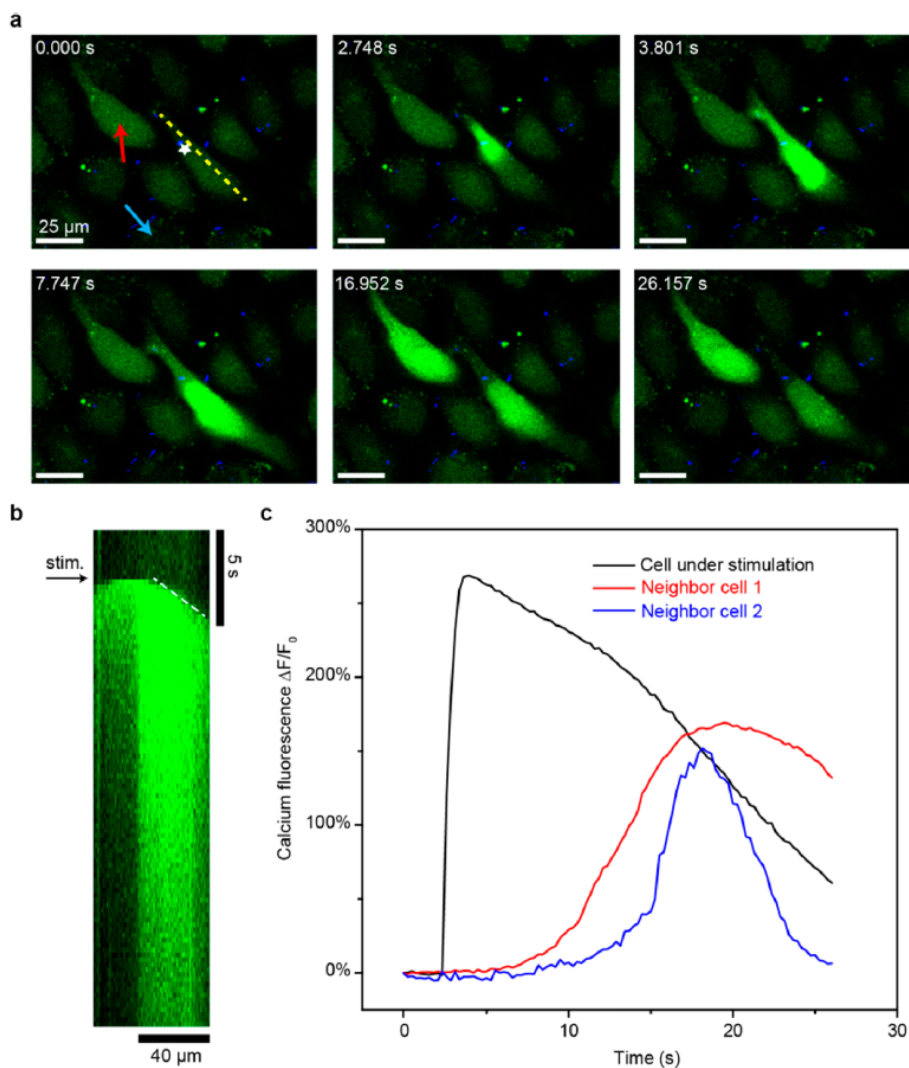 a
0.000 s
2.748 s
3.801 s
25 μm
7.747 s
16.952 s
26.157 s
b
stim.
5 s
40 μm
c
300%
200%
100%
0%
Calcium fluorescence ΔF/F₀
Cell under stimulation
Neighbor cell 1
Neighbor cell 2
0
10
20
30
Time (s)